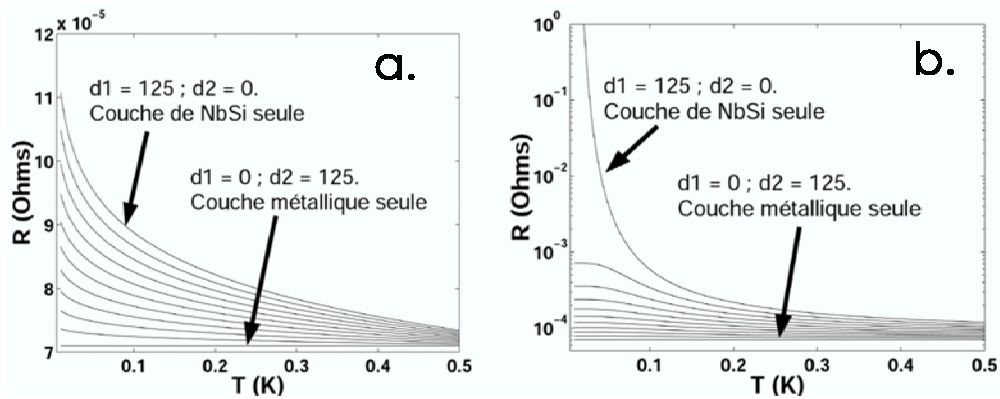 x 10⁻⁵
12
11
10
9
8
7
R (Ohms)
a.
d1 = 125 ; d2 = 0.
Couche de NbSi seule
d1 = 0 ; d2 = 125.
Couche métallique seule
0.1 0.2 0.3 0.4 0.5
T (K)
10⁰
10⁻¹
10⁻²
10⁻³
10⁻⁴
R (Ohms)
b.
d1 = 125 ; d2 = 0.
Couche de NbSi seule
d1 = 0 ; d2 = 125.
Couche métallique seule
0.1 0.2 0.3 0.4 0.5
T (K)